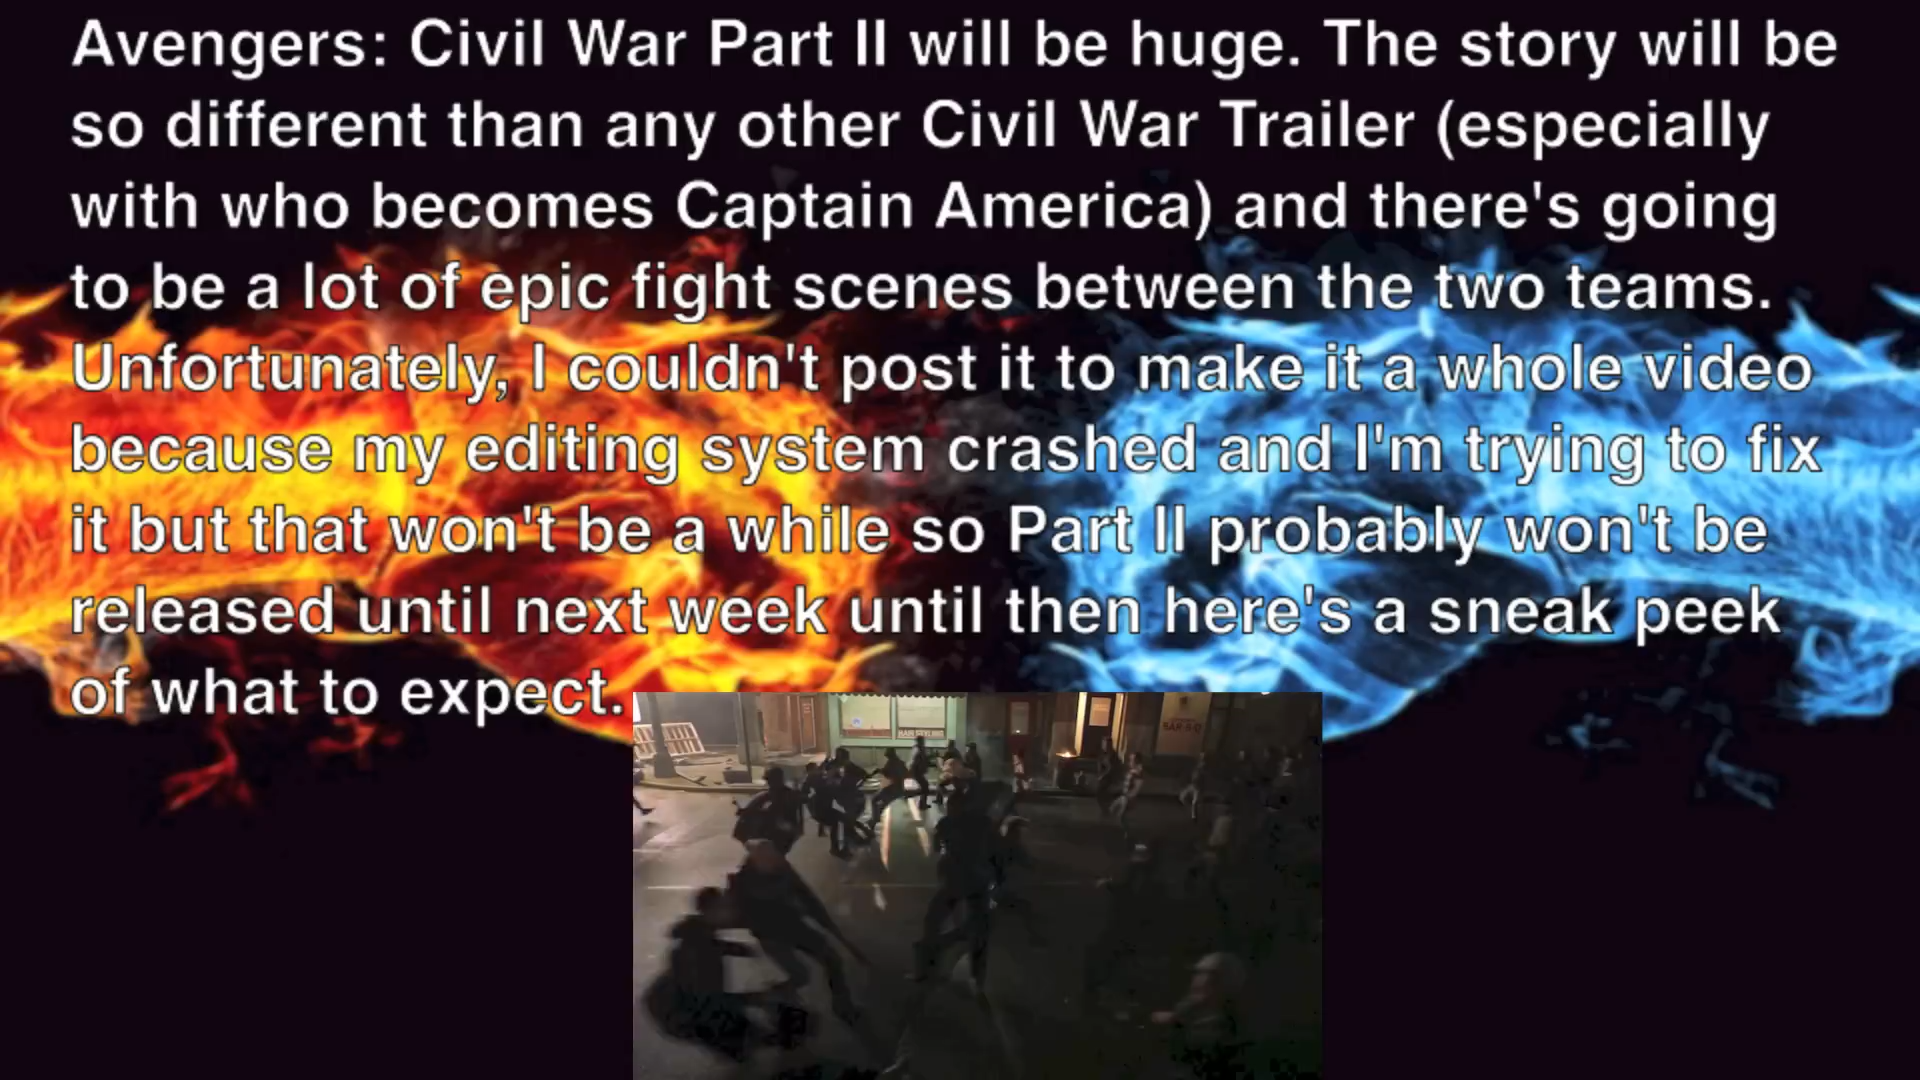 Avengers: Civil War Part II will be huge. The story will be
so different than any other Civil War Trailer (especially
with who becomes Captain America) and there's going
to be a lot of epic fight scenes between the two teams.
Unfortunately, I couldn't post it to make it a whole video
because my editing system crashed and I'm trying to fix
it but that won't be a while so Part II probably won't be
released until next week until then here's a sneak peek
of what to expect.
HAIR STYLING
BAR-B-Q